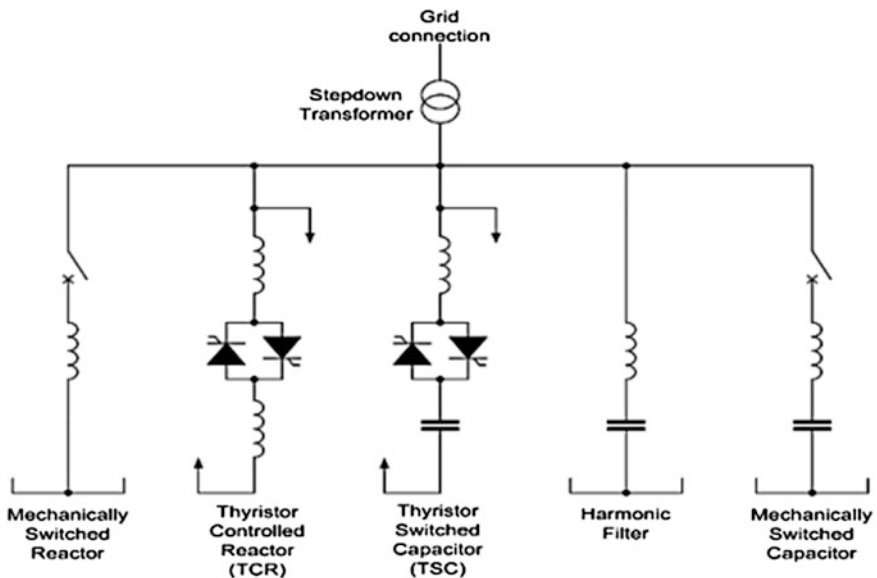 Grid
connection
Stepdown
Transformer
Mechanically
Switched
Reactor
Thyristor
Controlled
Reactor
(TCR)
Thyristor
Switched
Capacitor
(TSC)
Harmonic
Filter
Mechanically
Switched
Capacitor